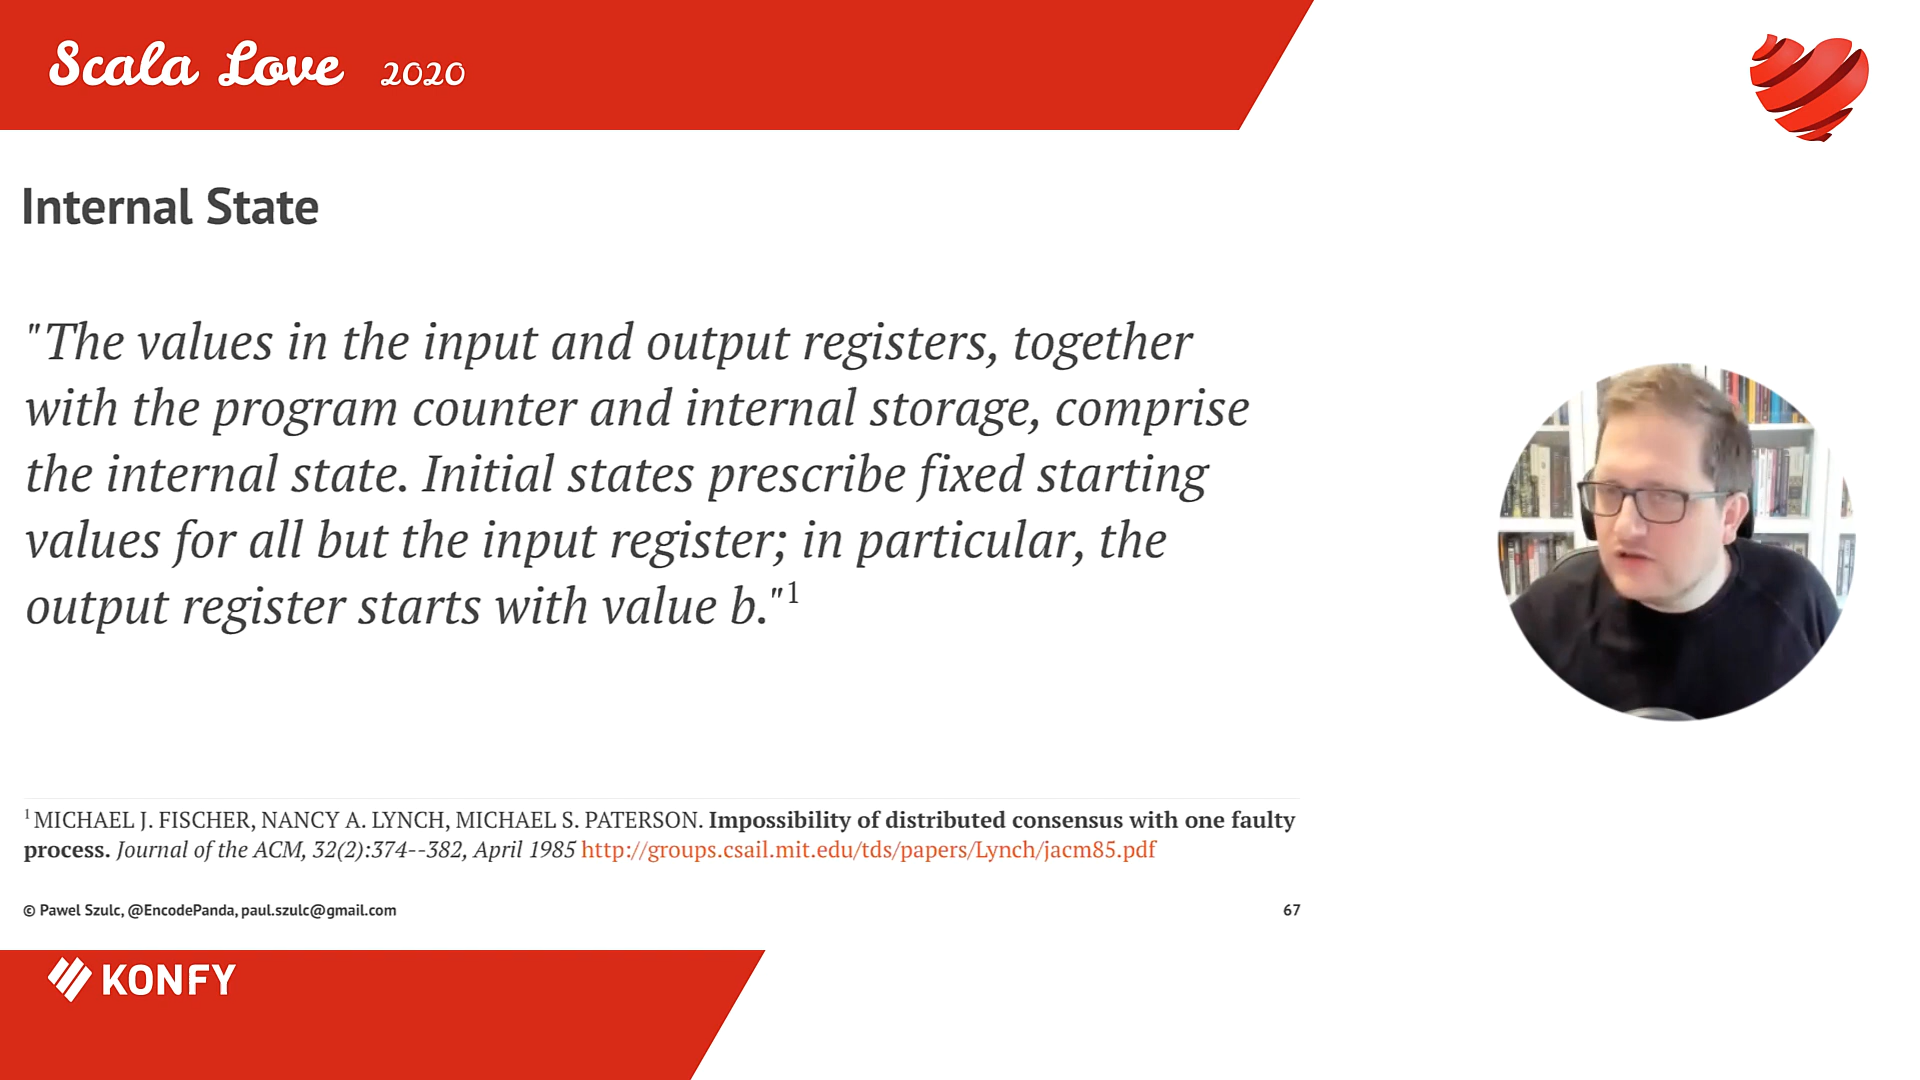 Scala Love 2020
Internal State
"The values in the input and output registers, together
with the program counter and internal storage, comprise
the internal state. Initial states prescribe fixed starting
values for all but the input register; in particular, the
output register starts with value b."1
1 MICHAEL J. FISCHER, NANCY A. LYNCH, MICHAEL S. PATERSON. Impossibility of distributed consensus with one faulty
process. Journal of the ACM, 32(2):374--382, April 1985 http://groups.csail.mit.edu/tds/papers/Lynch/jacm85.pdf
© Pawel Szulc, @EncodePanda, paul.szulc@gmail.com
67
KONFY